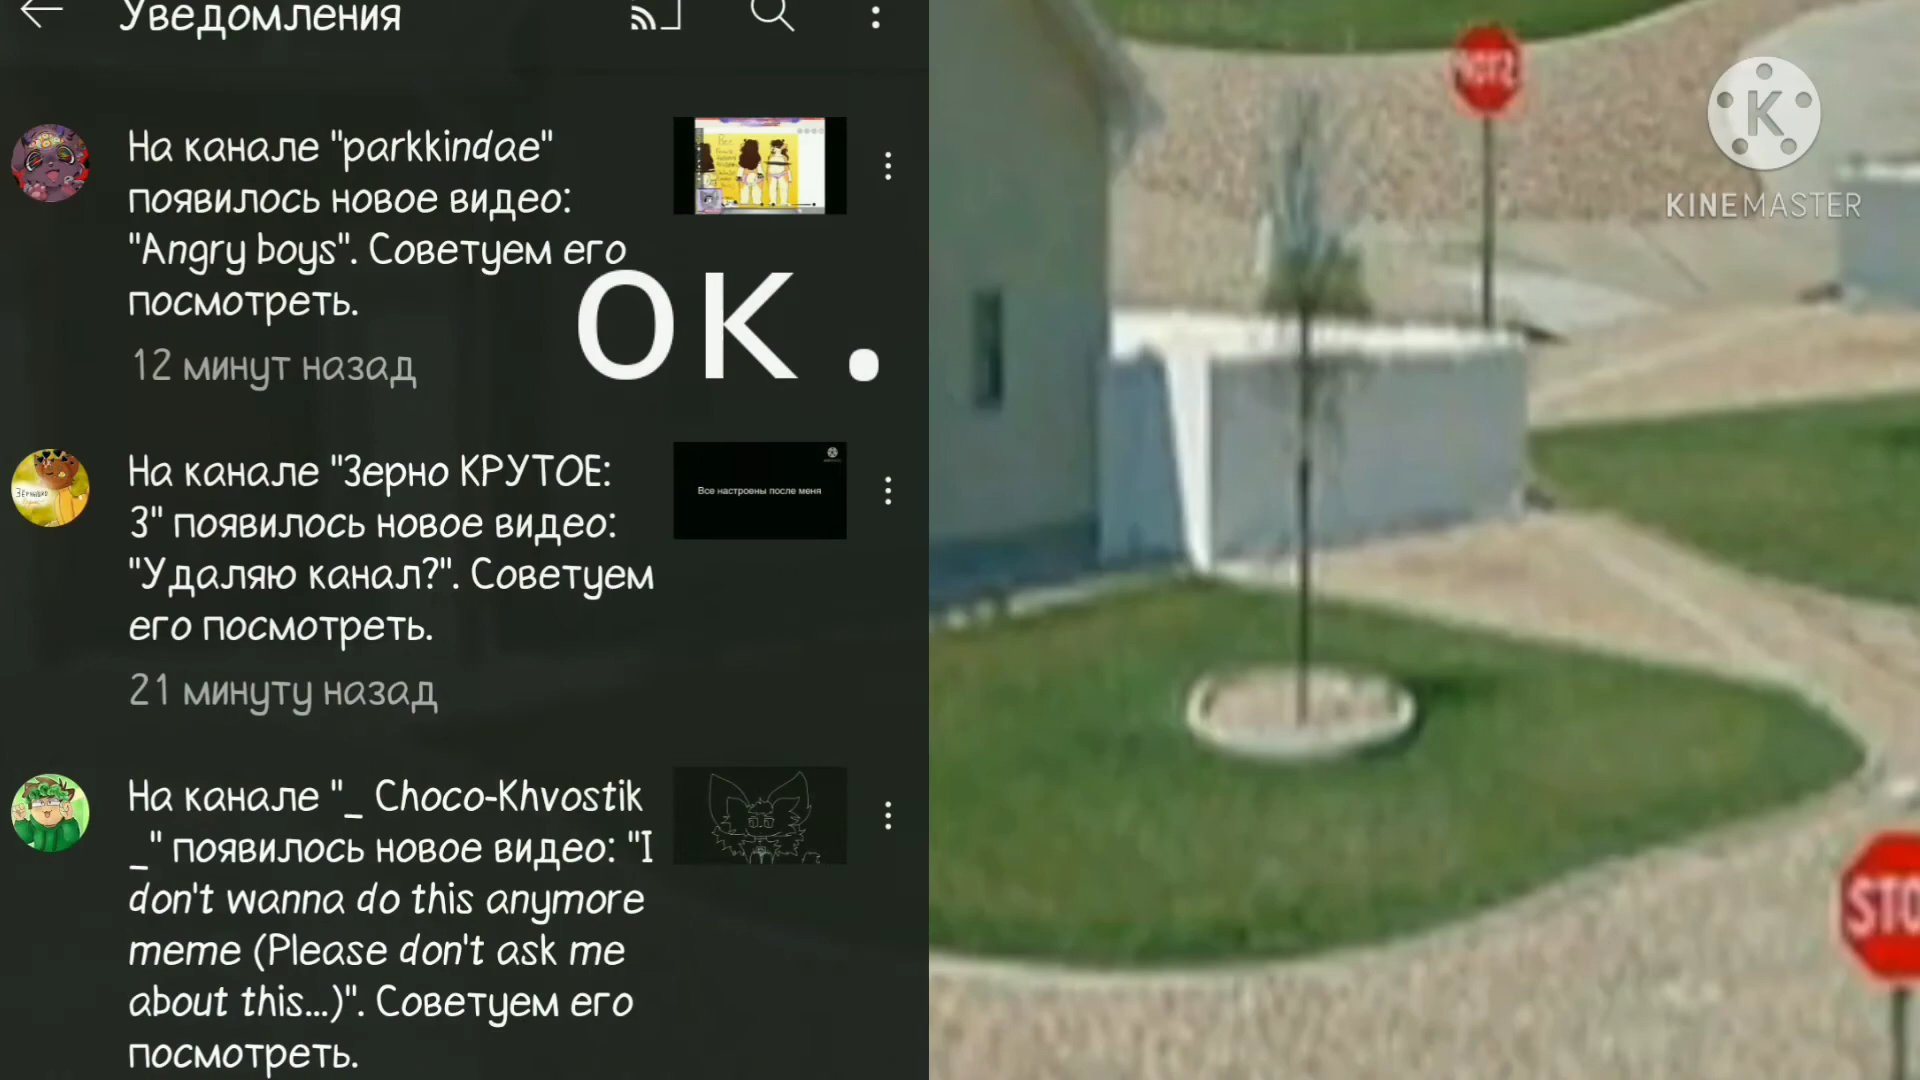 Уведомления
На канале "parkkindae"
появилось новое видео:
"Angry boys". Советуем его
посмотреть.
12 минут назад
ок.
Все настроены после меня
На канале "Зерно КРУТОЕ:
3" появилось новое видео:
"Удаляю канал?". Советуем
его посмотреть.
21 минуту назад
На канале "_ Choco-Khvostik
_" появилось новое видео: "I
don't wanna do this anymore
meme (Please don't ask me
about this...)". Советуем его
посмотреть.
K
KINEMASTER
STO